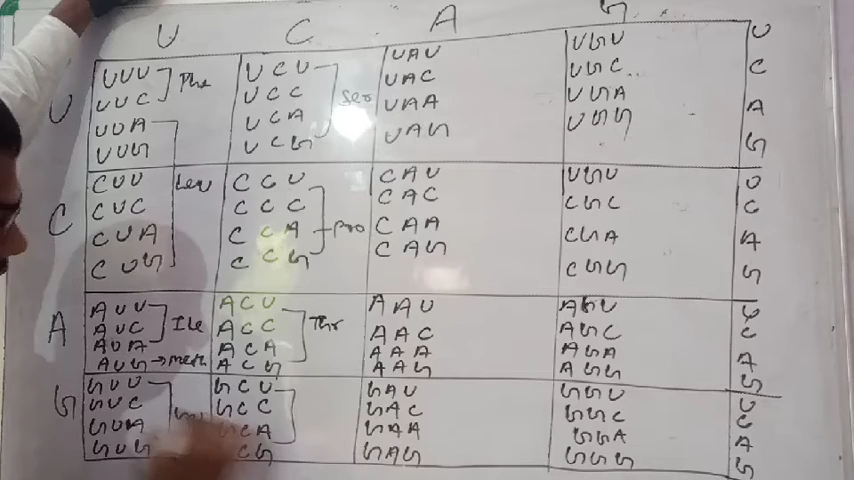 U C A G
U
UUU UCU UAU UGU U
UUC Phe UCC Ser UAC UGC C
UUA UCA UAA UGA A
UUG UCG UAG UGG G
C
CUU Leu CCU CAU UGU U
CUC CCC CAC CGC C
CUA CCA Pro CAA CGA A
CUG CCG CAG CGG G
A
AUU ACU AAU AGU U
AUC Ile ACC Thr AAC AGC C
AUA ACA AAA AGA A
AUG → meth ACG AAG AGG G
G
GUU GCU GAU GGU U
GUC GCC GAC GGC C
GUA GCA GAA GGA A
GUG CG GAG GGG G